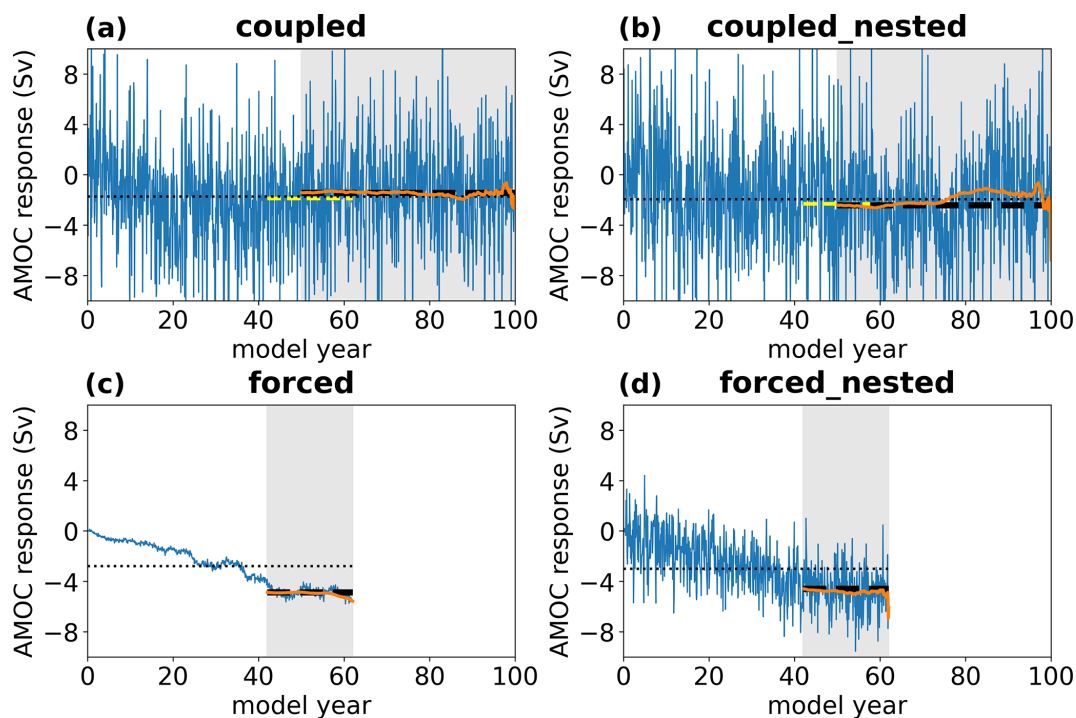 (a) coupled
AMOC response (Sv)
8
4
0
−4
−8
0 20 40 60 80 100
model year
(b) coupled_nested
AMOC response (Sv)
8
4
0
−4
−8
0 20 40 60 80 100
model year
(c) forced
AMOC response (Sv)
8
4
0
−4
−8
0 20 40 60 80 100
model year
(d) forced_nested
AMOC response (Sv)
8
4
0
−4
−8
0 20 40 60 80 100
model year